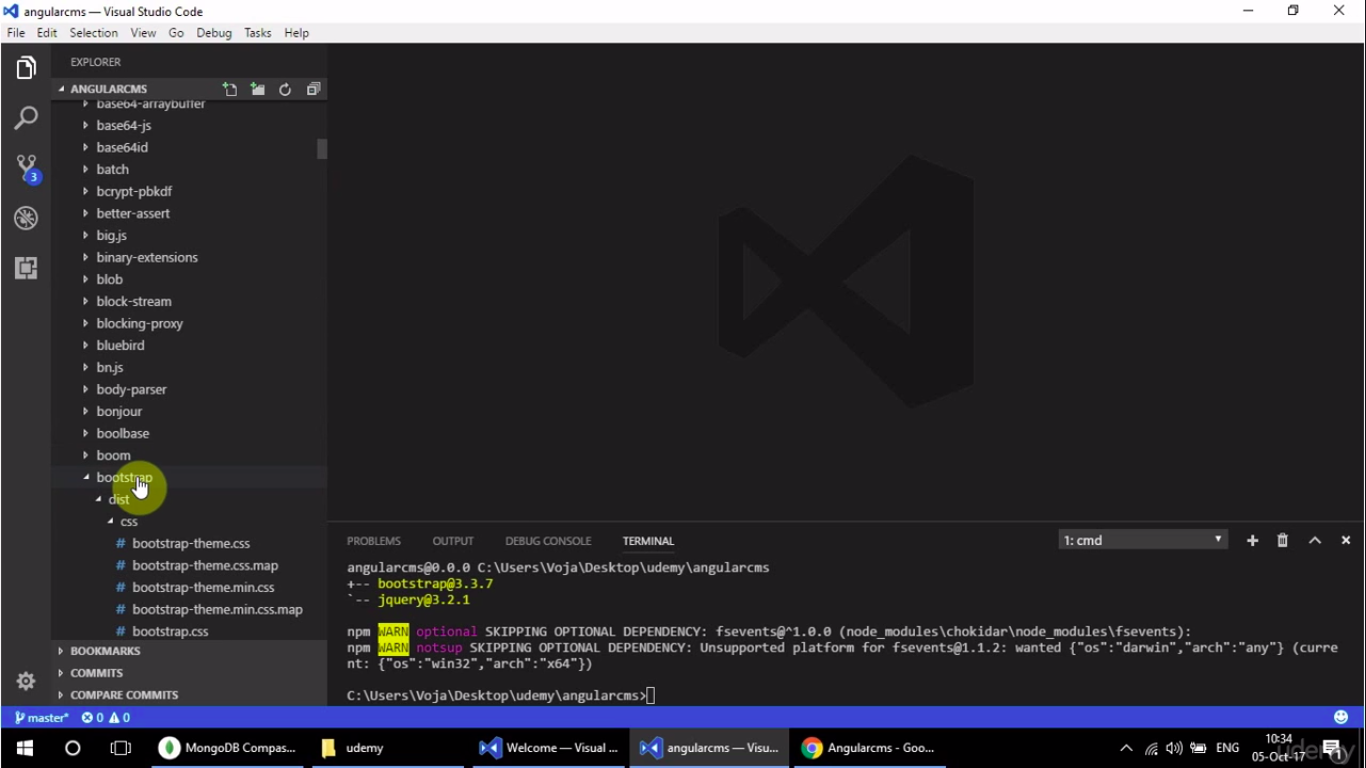 angularcms — Visual Studio Code
File Edit Selection View Go Debug Tasks Help
EXPLORER
ANGULARCMS
base64-arraybuffer
base64-js
base64id
batch
bcrypt-pbkdf
better-assert
big.js
binary-extensions
blob
block-stream
blocking-proxy
bluebird
bn.js
body-parser
bonjour
boolbase
boom
bootstrap
dist
css
# bootstrap-theme.css
# bootstrap-theme.css.map
# bootstrap-theme.min.css
# bootstrap-theme.min.css.map
# bootstrap.css
BOOKMARKS
COMMITS
COMPARE COMMITS
3
PROBLEMS OUTPUT DEBUG CONSOLE TERMINAL 1: cmd
angularcms@0.0.0 C:\Users\Voja\Desktop\udemy\angularcms
+-- bootstrap@3.3.7
`-- jquery@3.2.1
npm WARN optional SKIPPING OPTIONAL DEPENDENCY: fsevents@^1.0.0 (node_modules\chokidar\node_modules\fsevents):
npm WARN notsup SKIPPING OPTIONAL DEPENDENCY: Unsupported platform for fsevents@1.1.2: wanted {"os":"darwin","arch":"any"} (curre
nt: {"os":"win32","arch":"x64"})
C:\Users\Voja\Desktop\udemy\angularcms>
master* 0 0
MongoDB Compas... udemy Welcome — Visual ... angularcms — Visu... Angularcms - Goo... ENG 10:34
05-Oct-17 1
udemy